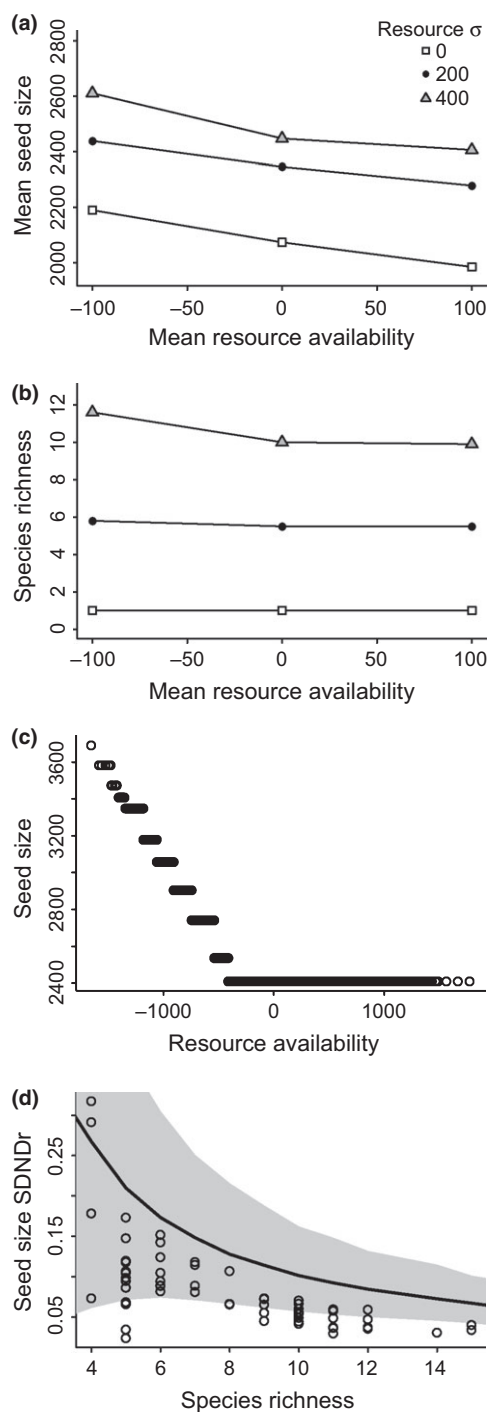 (a)
Resource σ
0
200
400
Mean seed size
2000 2200 2400 2600 2800
−100 −50 0 50 100
Mean resource availability
(b)
Species richness
0 2 4 6 8 10 12
−100 −50 0 50 100
Mean resource availability
(c)
Seed size
2400 2800 3200 3600
−1000 0 1000
Resource availability
(d)
Seed size SDNDr
0.05 0.15 0.25
4 6 8 10 12 14
Species richness